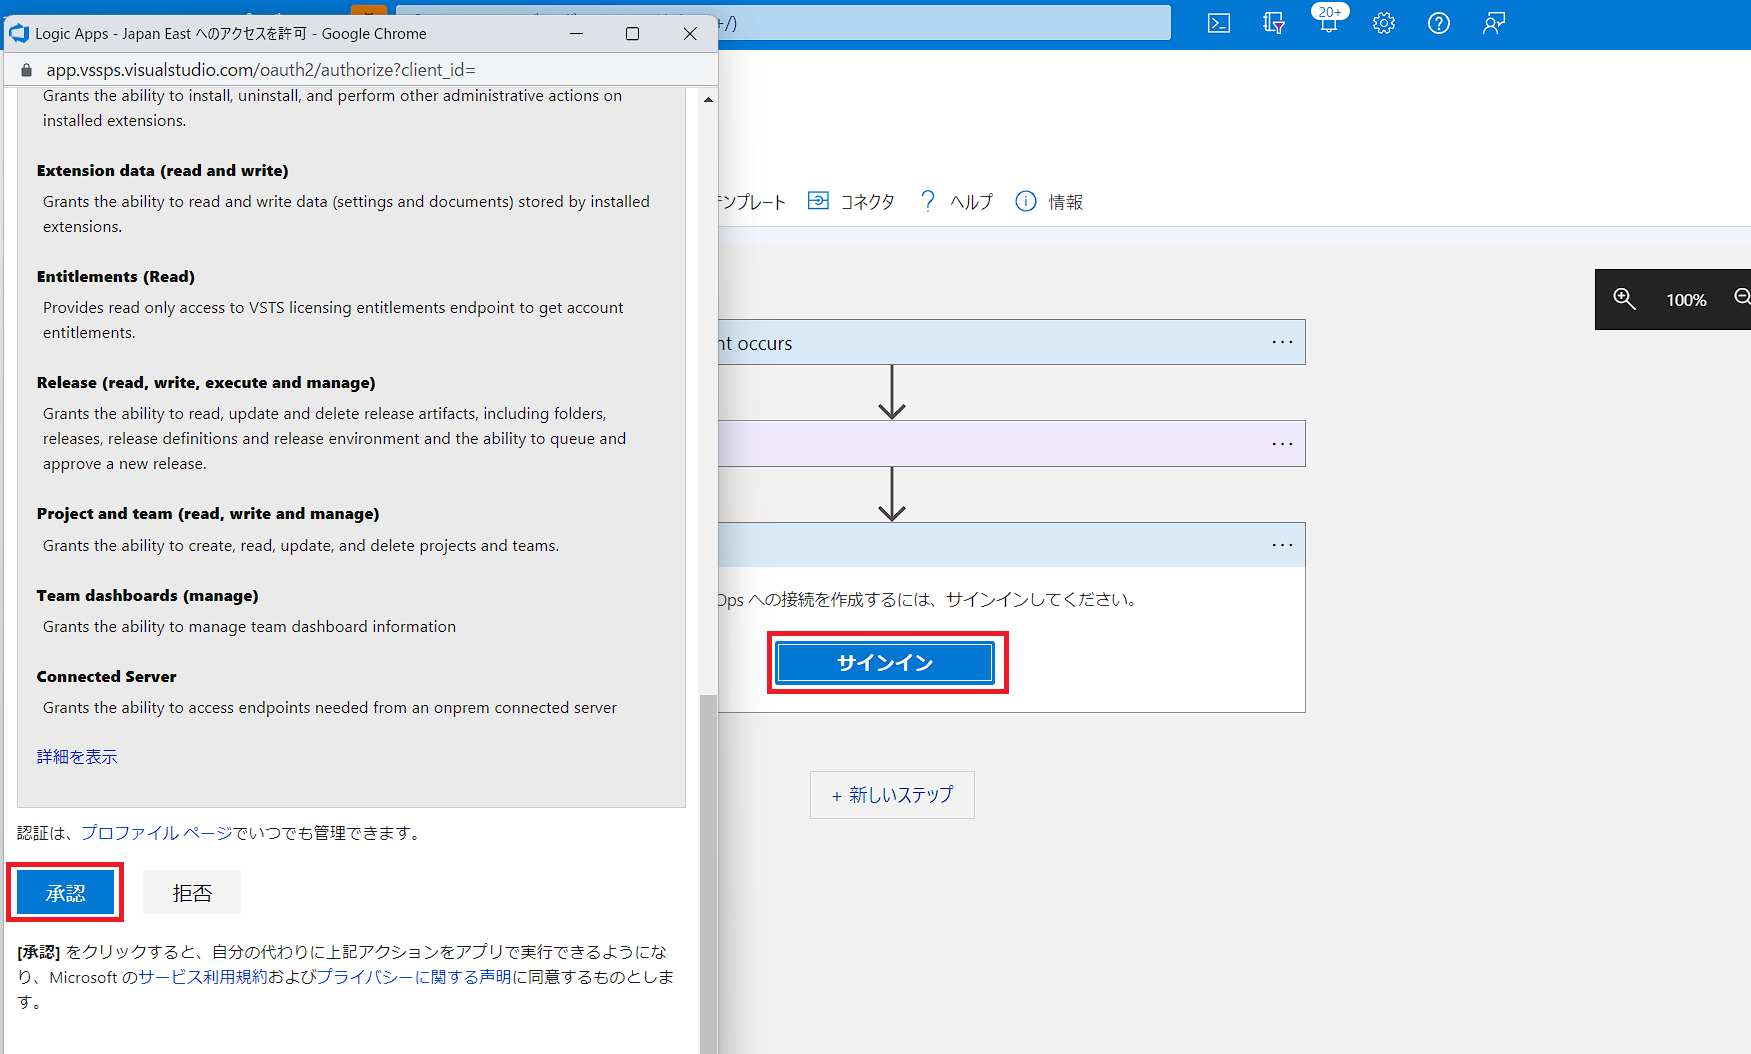 Logic Apps - Japan East へのアクセスを許可 - Google Chrome
app.vssps.visualstudio.com/oauth2/authorize?client_id=
Grants the ability to install, uninstall, and perform other administrative actions on
installed extensions.
Extension data (read and write)
Grants the ability to read and write data (settings and documents) stored by installed
extensions.
Entitlements (Read)
Provides read only access to VSTS licensing entitlements endpoint to get account
entitlements.
Release (read, write, execute and manage)
Grants the ability to read, update and delete release artifacts, including folders,
releases, release definitions and release environment and the ability to queue and
approve a new release.
Project and team (read, write and manage)
Grants the ability to create, read, update, and delete projects and teams.
Team dashboards (manage)
Grants the ability to manage team dashboard information
Connected Server
Grants the ability to access endpoints needed from an onprem connected server
詳細を表示
認証は、プロファイル ページでいつでも管理できます。
承認 拒否
[承認] をクリックすると、自分の代わりに上記アクションをアプリで実行できるようにな
り、Microsoft のサービス利用規約およびプライバシーに関する声明に同意するものとしま
す。
+/)
20+
ンプレート コネクタ ヘルプ 情報
100%
nt occurs
Ops への接続を作成するには、サインインしてください。
サインイン
+ 新しいステップ